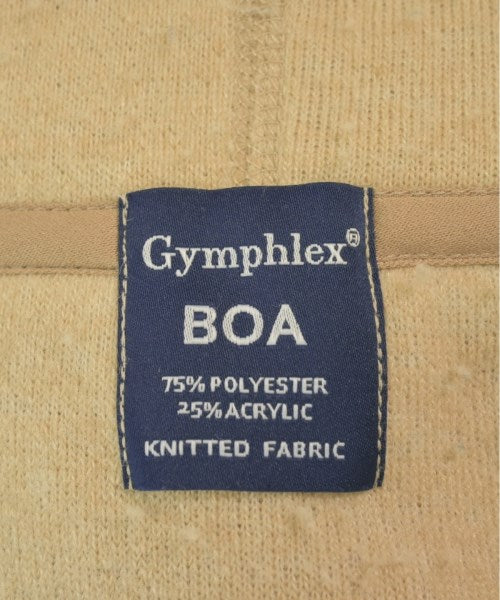 Gymphlex®
BOA
75% POLYESTER
25% ACRYLIC
KNITTED FABRIC